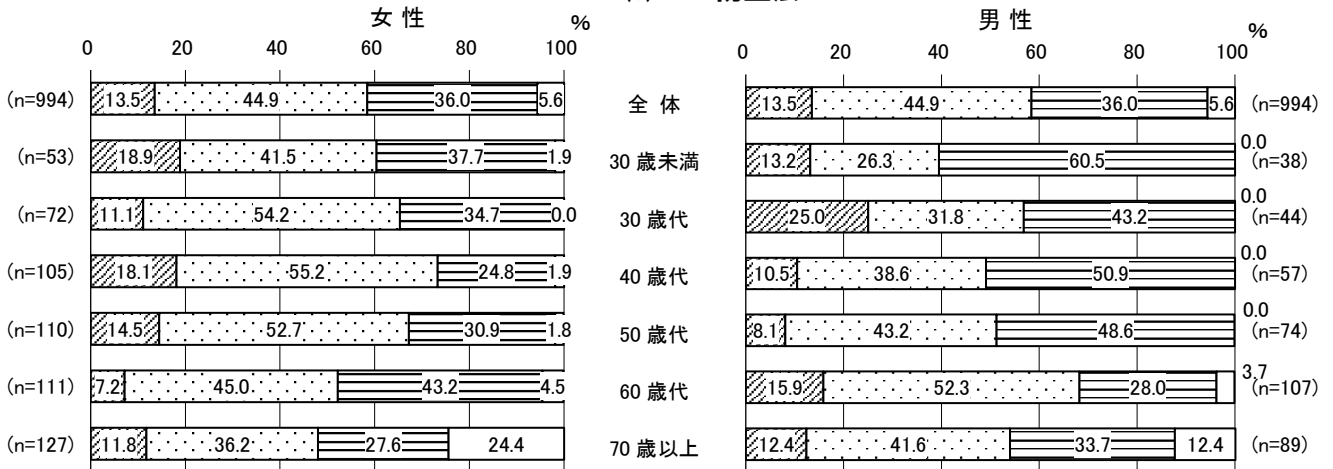 女 性
男 性
%
%
0 20 40 60 80 100
0 20 40 60 80 100
(n=994) 13.5 44.9 36.0 5.6 全 体 13.5 44.9 36.0 5.6 (n=994)
(n=53) 18.9 41.5 37.7 1.9 30 歳未満 13.2 26.3 60.5 0.0 (n=38)
(n=72) 11.1 54.2 34.7 0.0 30 歳代 25.0 31.8 43.2 0.0 (n=44)
(n=105) 18.1 55.2 24.8 1.9 40 歳代 10.5 38.6 50.9 0.0 (n=57)
(n=110) 14.5 52.7 30.9 1.8 50 歳代 8.1 43.2 48.6 0.0 (n=74)
(n=111) 7.2 45.0 43.2 4.5 60 歳代 15.9 52.3 28.0 3.7 (n=107)
(n=127) 11.8 36.2 27.6 24.4 70 歳以上 12.4 41.6 33.7 12.4 (n=89)